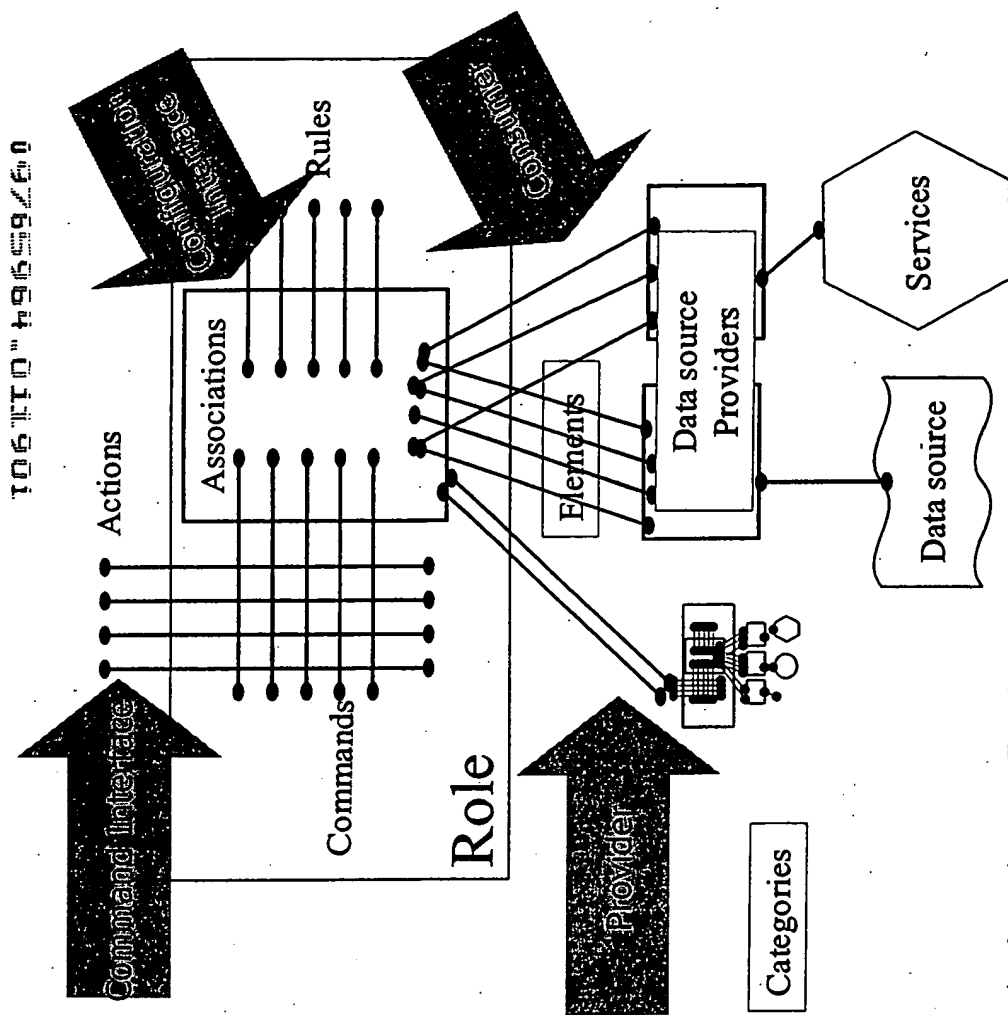 Command Interface
Actions
Configuration
Interface
Commands
Associations
Rules
Role
Consumer
Provider
Elements
Data source
Providers
Categories
Data source
Services